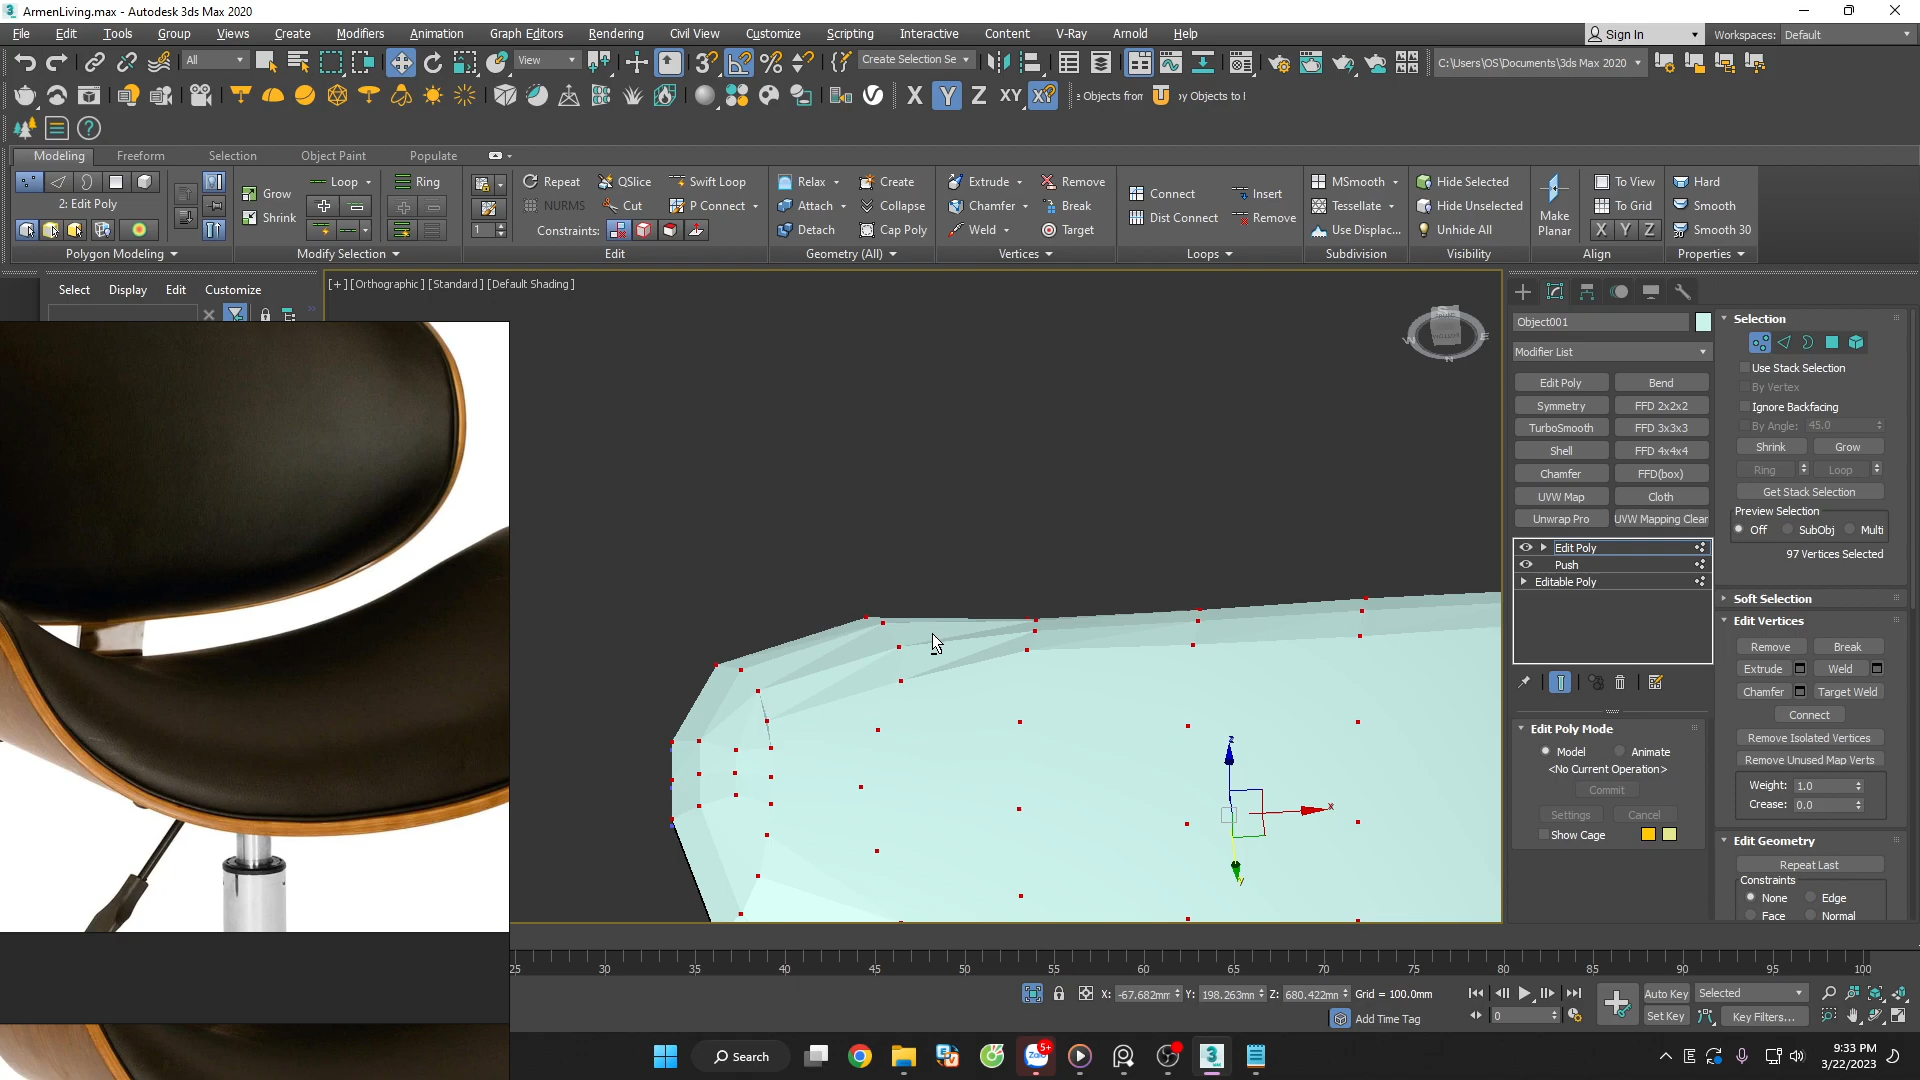 ArmenLiving.max - Autodesk 3ds Max 2020
File Edit Tools Group Views Create Modifiers Animation Graph Editors Rendering Civil View Customize Scripting Interactive Content V-Ray Arnold Help
Sign In Workspaces: Default
All View Create Selection Se C:\Users\OS\Documents\3ds Max 2020
X Y Z XY XY e Objects from by Objects to I
Modeling Freeform Selection Object Paint Populate
Loop Ring Repeat QSlice Swift Loop Relax Create Extrude Remove Connect Insert MSmooth Hide Selected To View Hard
2: Edit Poly Grow NURMS Cut P Connect Attach Collapse Chamfer Break Dist Connect Remove Tessellate Hide Unselected Make Planar To Grid Smooth
Shrink 1 Constraints: Detach Cap Poly Weld Target Use Displac... Unhide All X Y Z Smooth 30
Polygon Modeling Modify Selection Edit Geometry (All) Vertices Loops Subdivision Visibility Align Properties
Select Display Edit Customize
[+] [Orthographic] [Standard] [Default Shading]
W S E N
Object001
Modifier List
Edit Poly Bend
Symmetry FFD 2x2x2
TurboSmooth FFD 3x3x3
Shell FFD 4x4x4
Chamfer FFD(box)
UVW Map Cloth
Unwrap Pro UVW Mapping Clear
Edit Poly
Push
Editable Poly
Edit Poly Mode
Model Animate
<No Current Operation>
Commit
Settings Cancel
Show Cage
Selection
Use Stack Selection
By Vertex
Ignore Backfacing
By Angle: 45.0
Shrink Grow
Ring Loop
Get Stack Selection
Preview Selection
Off SubObj Multi
97 Vertices Selected
Soft Selection
Edit Vertices
Remove Break
Extrude Weld
Chamfer Target Weld
Connect
Remove Isolated Vertices
Remove Unused Map Verts
Weight: 1.0
Crease: 0.0
Edit Geometry
Repeat Last
Constraints
None Edge
Face Normal
z x y
25 30 35 40 45 50 55 60 65 70 75 80 85 90 95 100
X: -67.682mm Y: 198.263mm Z: 680.422mm Grid = 100.0mm
Add Time Tag
0
Auto Key Selected
Set Key Key Filters...
Search
Zalo 5+
3
E 9:33 PM
3/22/2023